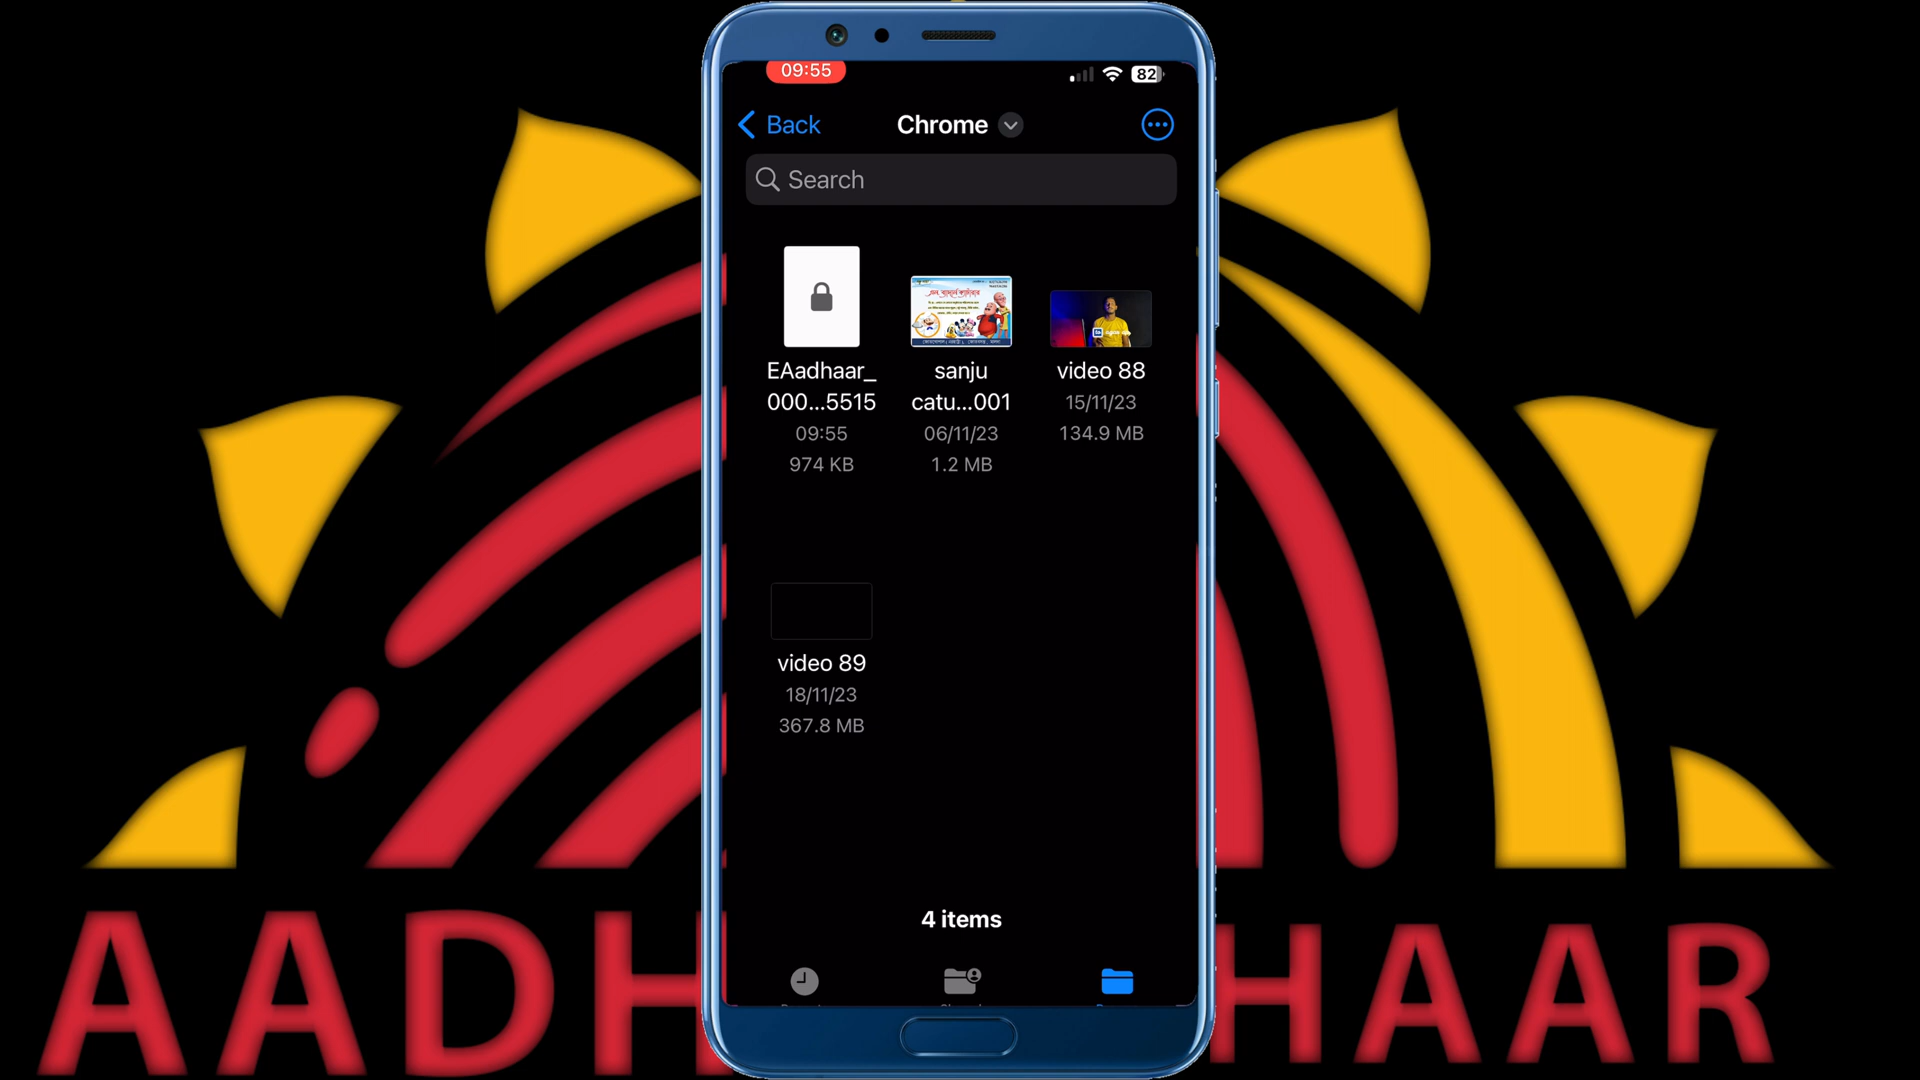 09:55
82
Back
Chrome
Search
EAadhaar_
000...5515
09:55
974 KB
sanju
catu...001
06/11/23
1.2 MB
video 88
15/11/23
134.9 MB
video 89
18/11/23
367.8 MB
4 items
AADH HAAR